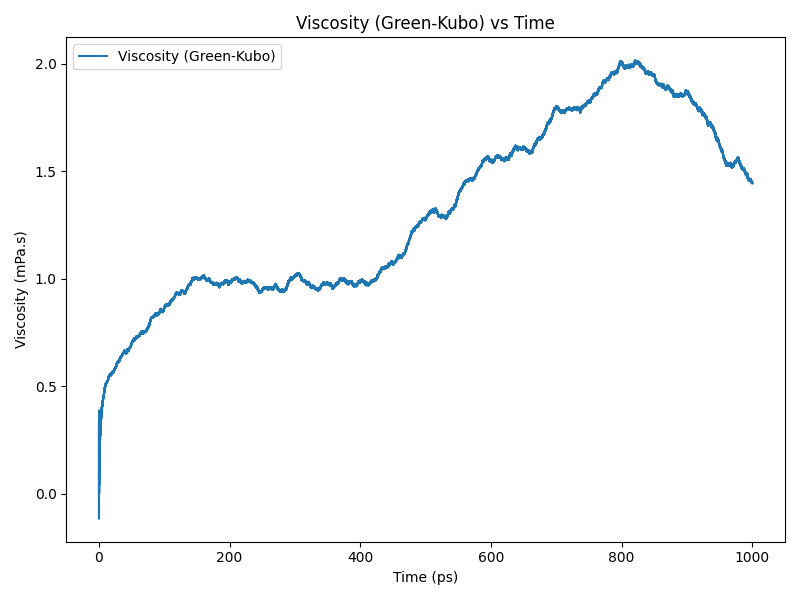 Viscosity (Green-Kubo) vs Time
Viscosity (Green-Kubo)
2.0
1.5
1.0
0.5
0.0
Viscosity (mPa.s)
0 200 400 600 800 1000
Time (ps)